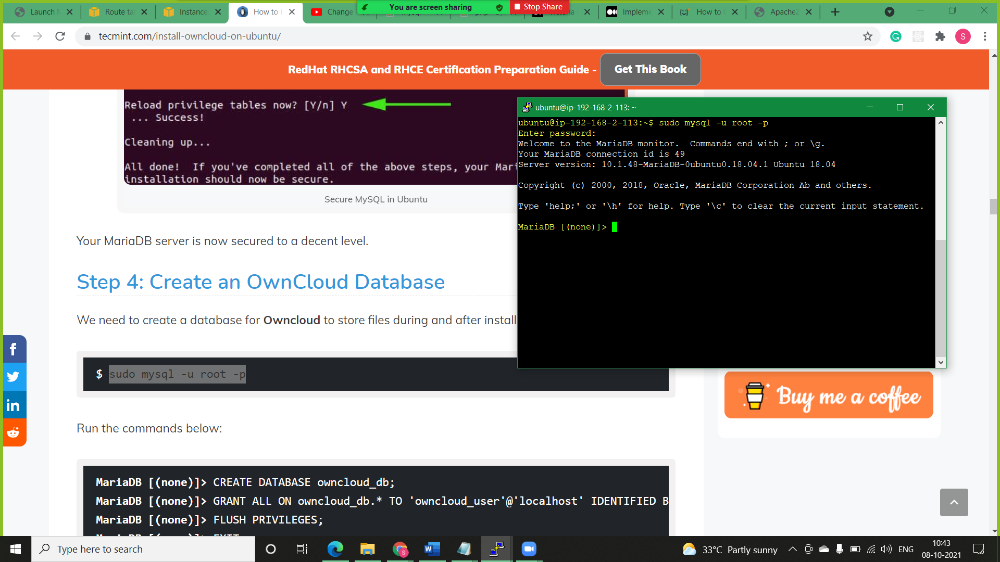 Launch
Route ta
Instance
How to
Change
You are screen sharing
Stop Share
Impleme
How to
Apache2
tecmint.com/install-owncloud-on-ubuntu/
S
RedHat RHCSA and RHCE Certification Preparation Guide -
Get This Book
Reload privilege tables now? [Y/n] Y
... Success!
Cleaning up...
All done!  If you've completed all of the above steps, your Mari
installation should now be secure.
Secure MySQL in Ubuntu
Your MariaDB server is now secured to a decent level.
Step 4: Create an OwnCloud Database
We need to create a database for Owncloud to store files during and after install
$ sudo mysql -u root -p
Run the commands below:
MariaDB [(none)]> CREATE DATABASE owncloud_db;
MariaDB [(none)]> GRANT ALL ON owncloud_db.* TO 'owncloud_user'@'localhost' IDENTIFIED B
MariaDB [(none)]> FLUSH PRIVILEGES;
ubuntu@ip-192-168-2-113: ~
ubuntu@ip-192-168-2-113:~$ sudo mysql -u root -p
Enter password:
Welcome to the MariaDB monitor.  Commands end with ; or \g.
Your MariaDB connection id is 49
Server version: 10.1.48-MariaDB-0ubuntu0.18.04.1 Ubuntu 18.04
Copyright (c) 2000, 2018, Oracle, MariaDB Corporation Ab and others.
Type 'help;' or '\h' for help. Type '\c' to clear the current input statement.
MariaDB [(none)]>
Buy me a coffee
Type here to search
33°C Partly sunny
ENG
10:43
08-10-2021